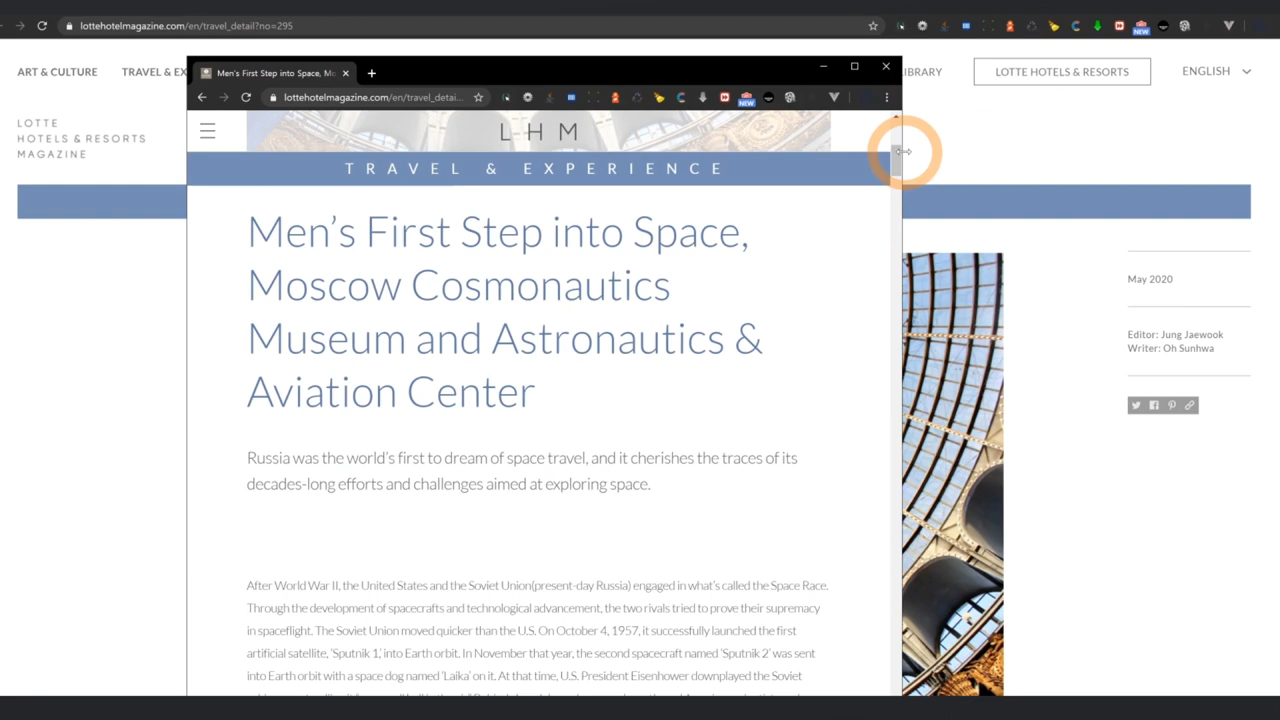 lottehotelmagazine.com/en/travel_detail?no=295
NEW
ART & CULTURE
TRAVEL & EX
IBRARY
LOTTE HOTELS & RESORTS
ENGLISH
LOTTE
HOTELS & RESORTS
MAGAZINE
Men's First Step into Space, Mo
lottehotelmagazine.com/en/travel_detai...
NEW
LHM
TRAVEL & EXPERIENCE
Men’s First Step into Space,
Moscow Cosmonautics
Museum and Astronautics &
Aviation Center
Russia was the world’s first to dream of space travel, and it cherishes the traces of its
decades-long efforts and challenges aimed at exploring space.
After World War II, the United States and the Soviet Union(present-day Russia) engaged in what’s called the Space Race.
Through the development of spacecrafts and technological advancement, the two rivals tried to prove their supremacy
in spaceflight. The Soviet Union moved quicker than the U.S. On October 4, 1957, it successfully launched the first
artificial satellite, ‘Sputnik 1,’ into Earth orbit. In November that year, the second spacecraft named ‘Sputnik 2’ was sent
into Earth orbit with a space dog named ‘Laika’ on it. At that time, U.S. President Eisenhower downplayed the Soviet
May 2020
Editor: Jung Jaewook
Writer: Oh Sunhwa